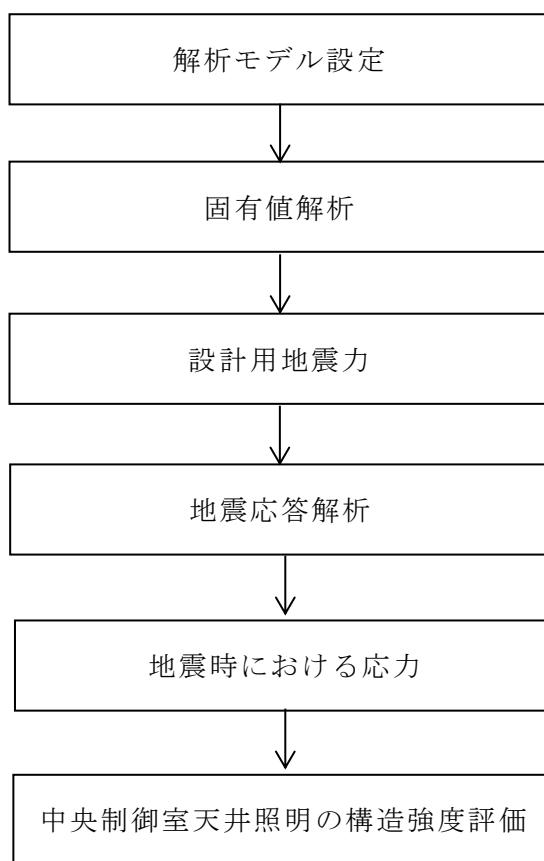 解析モデル設定
固有値解析
設計用地震力
地震応答解析
地震時における応力
中央制御室天井照明の構造強度評価